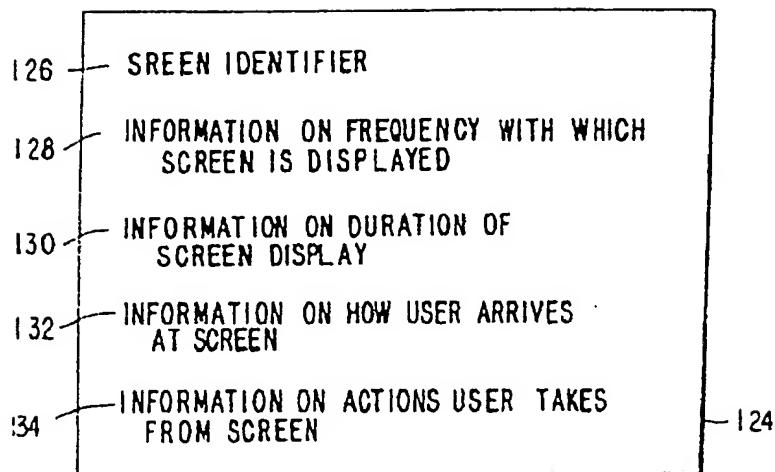 126 SREEN IDENTIFIER
128 INFORMATION ON FREQUENCY WITH WHICH
SCREEN IS DISPLAYED
130 INFORMATION ON DURATION OF
SCREEN DISPLAY
132 INFORMATION ON HOW USER ARRIVES
AT SCREEN
34 INFORMATION ON ACTIONS USER TAKES
FROM SCREEN
124